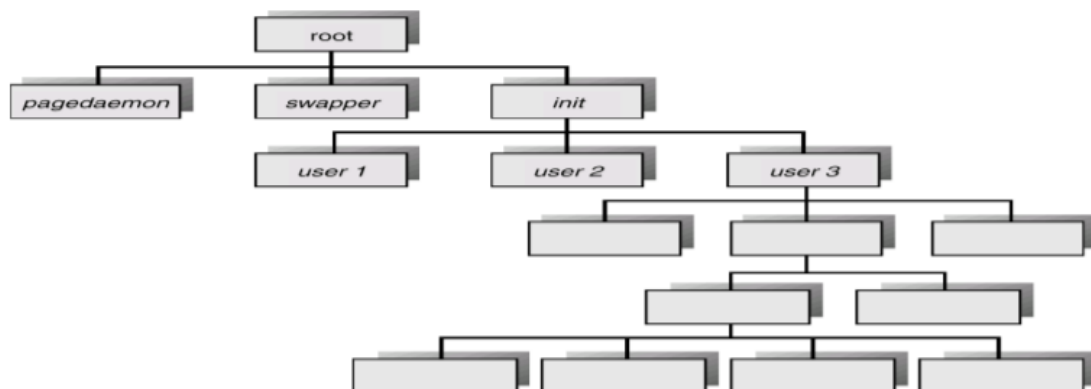 root
pagedaemon
swapper
init
user 1
user 2
user 3